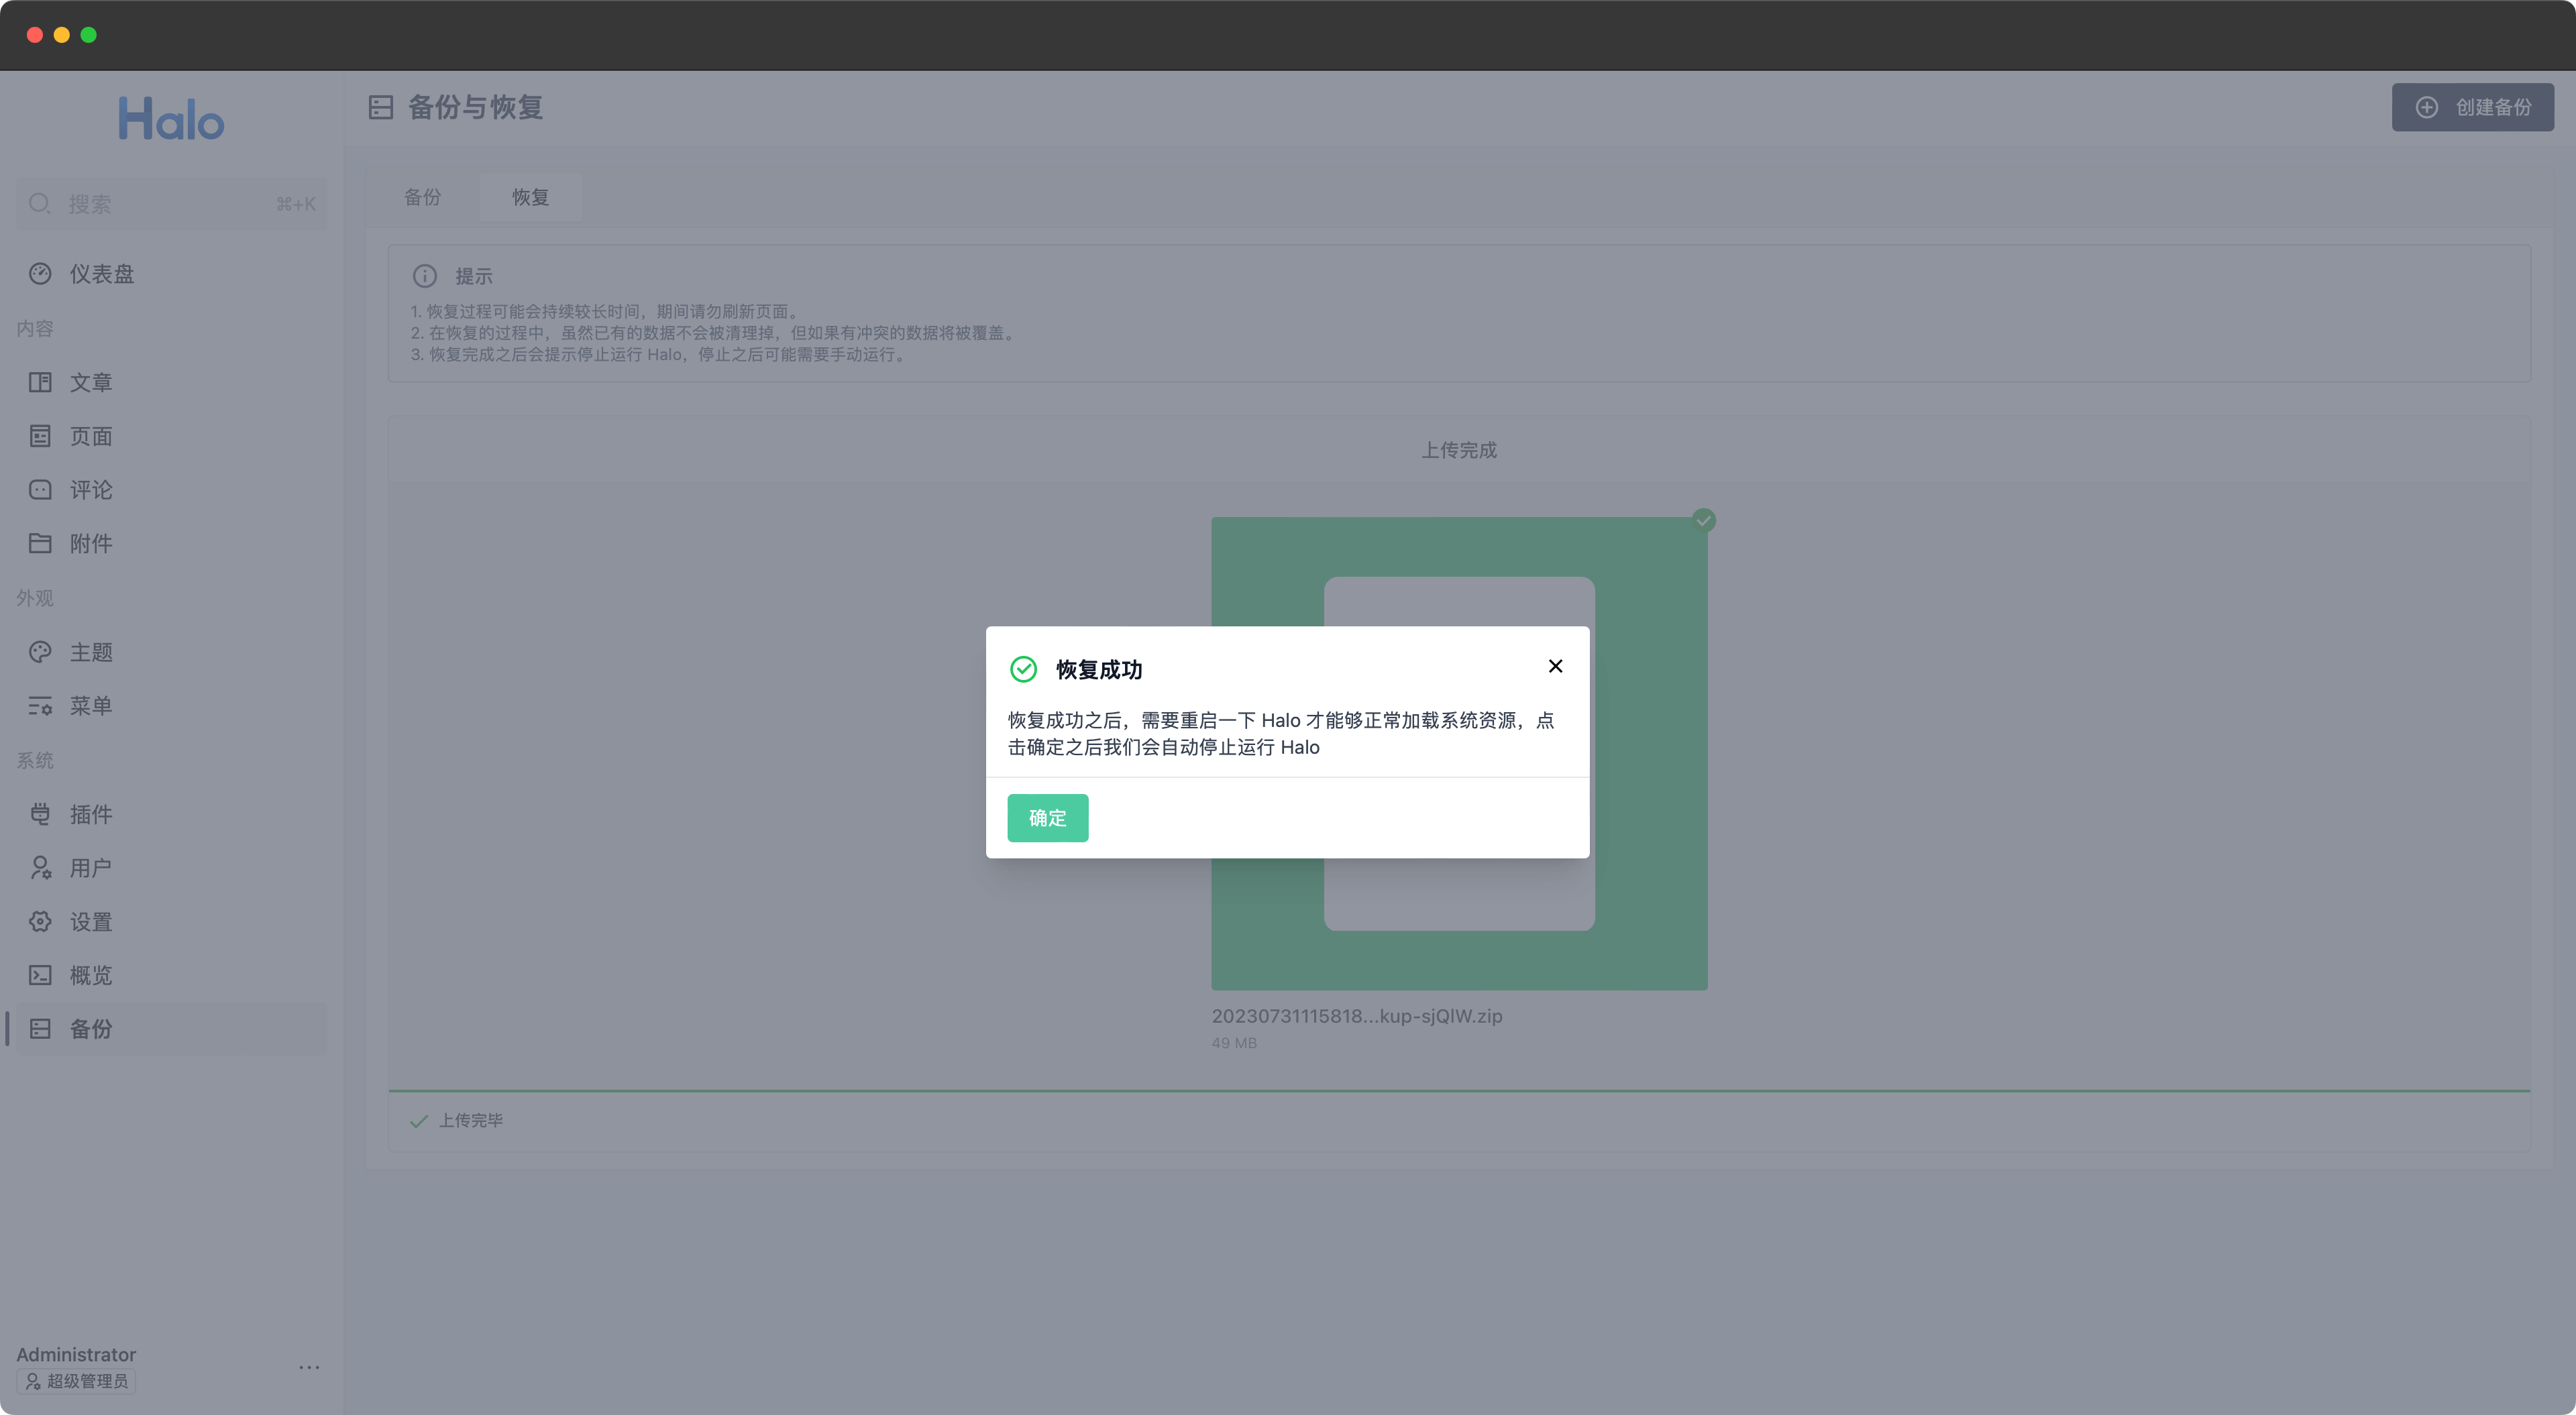 Halo
搜索
⌘+K
仪表盘
内容
文章
页面
评论
附件
外观
主题
菜单
系统
插件
用户
设置
概览
备份
Administrator
超级管理员
备份与恢复
创建备份
备份
恢复
提示
1. 恢复过程可能会持续较长时间，期间请勿刷新页面。
2. 在恢复的过程中，虽然已有的数据不会被清理掉，但如果有冲突的数据将被覆盖。
3. 恢复完成之后会提示停止运行 Halo，停止之后可能需要手动运行。
上传完成
恢复成功
恢复成功之后，需要重启一下 Halo 才能够正常加载系统资源，点
击确定之后我们会自动停止运行 Halo
确定
20230731115818...kup-sjQlW.zip
49 MB
上传完毕